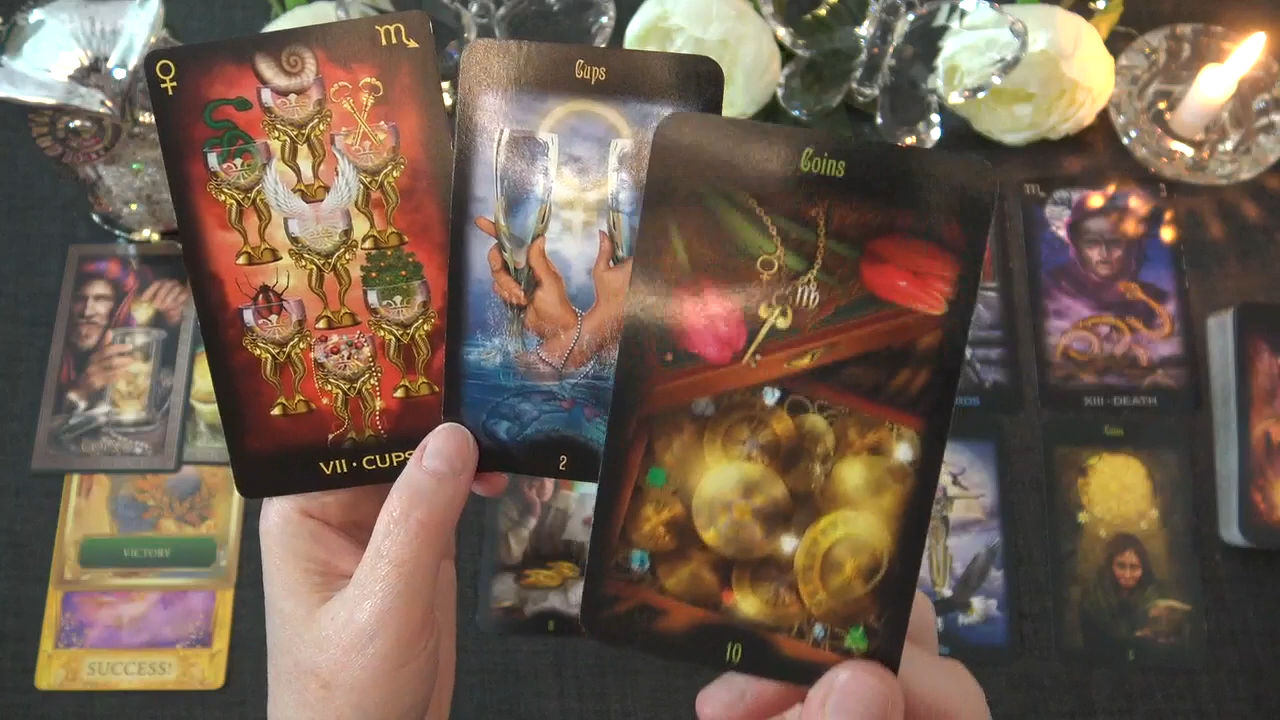 Cups
Coins
VII · CUPS
2
10
XIII · DEATH
Coins
VICTORY
SUCCESS!